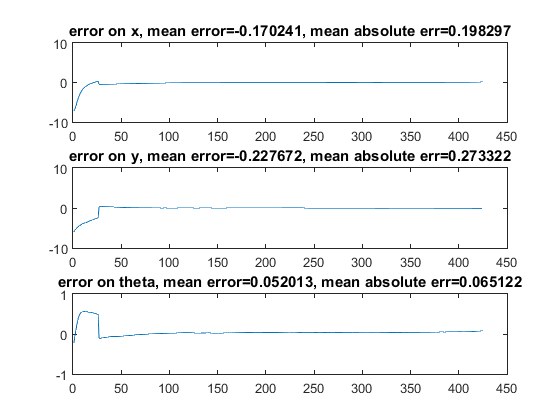 error on x, mean error=-0.170241, mean absolute err=0.198297
10
0
-10
0 50 100 150 200 250 300 350 400 450
error on y, mean error=-0.227672, mean absolute err=0.273322
10
0
-10
0 50 100 150 200 250 300 350 400 450
error on theta, mean error=0.052013, mean absolute err=0.065122
1
0
-1
0 50 100 150 200 250 300 350 400 450